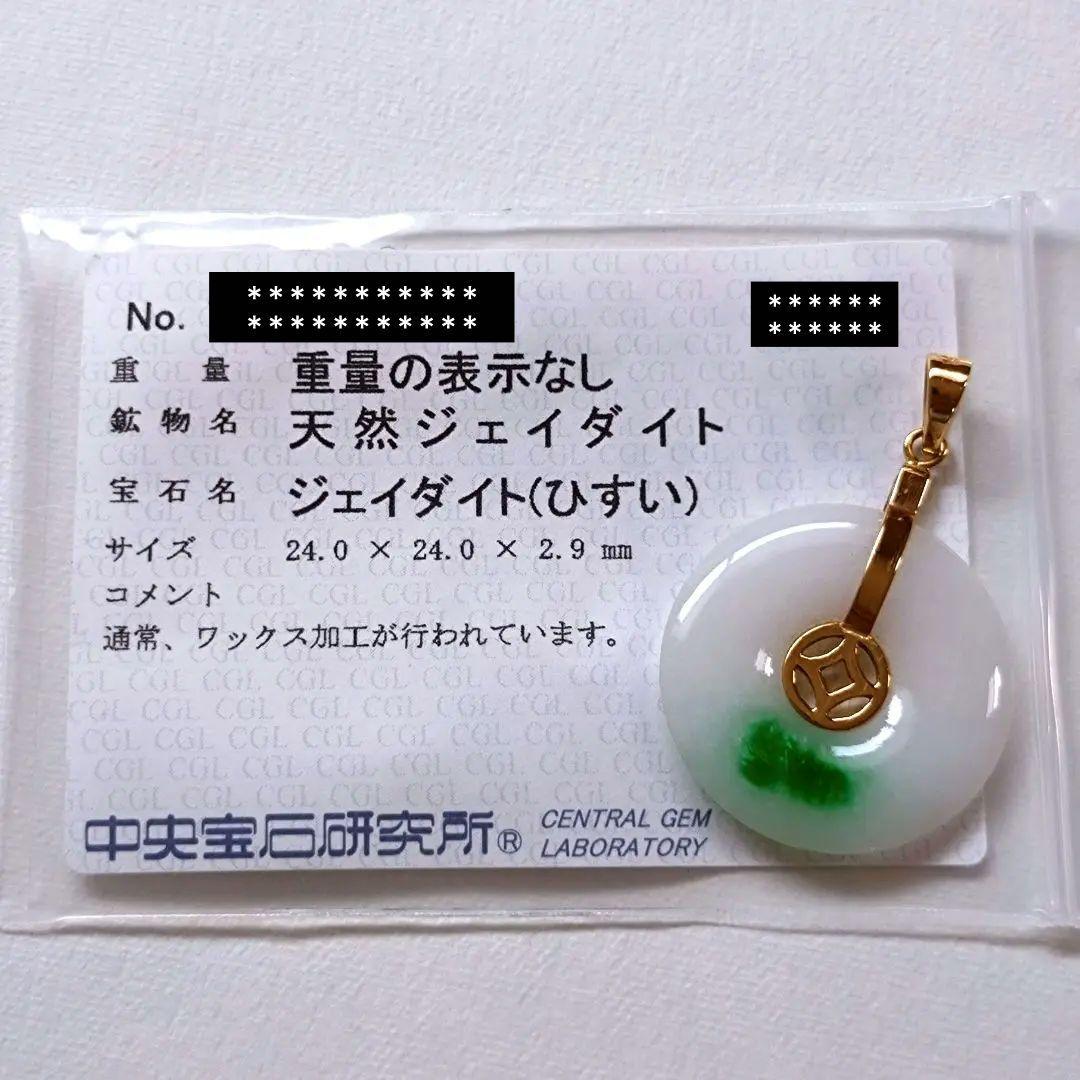 No. ***********
***********
******
******
重量 重量の表示なし
鉱物名 天然ジェイダイト
宝石名 ジェイダイト(ひすい)
サイズ 24.0 × 24.0 × 2.9 mm
コメント
通常、ワックス加工が行われています。
中央宝石研究所® CENTRAL GEM
LABORATORY